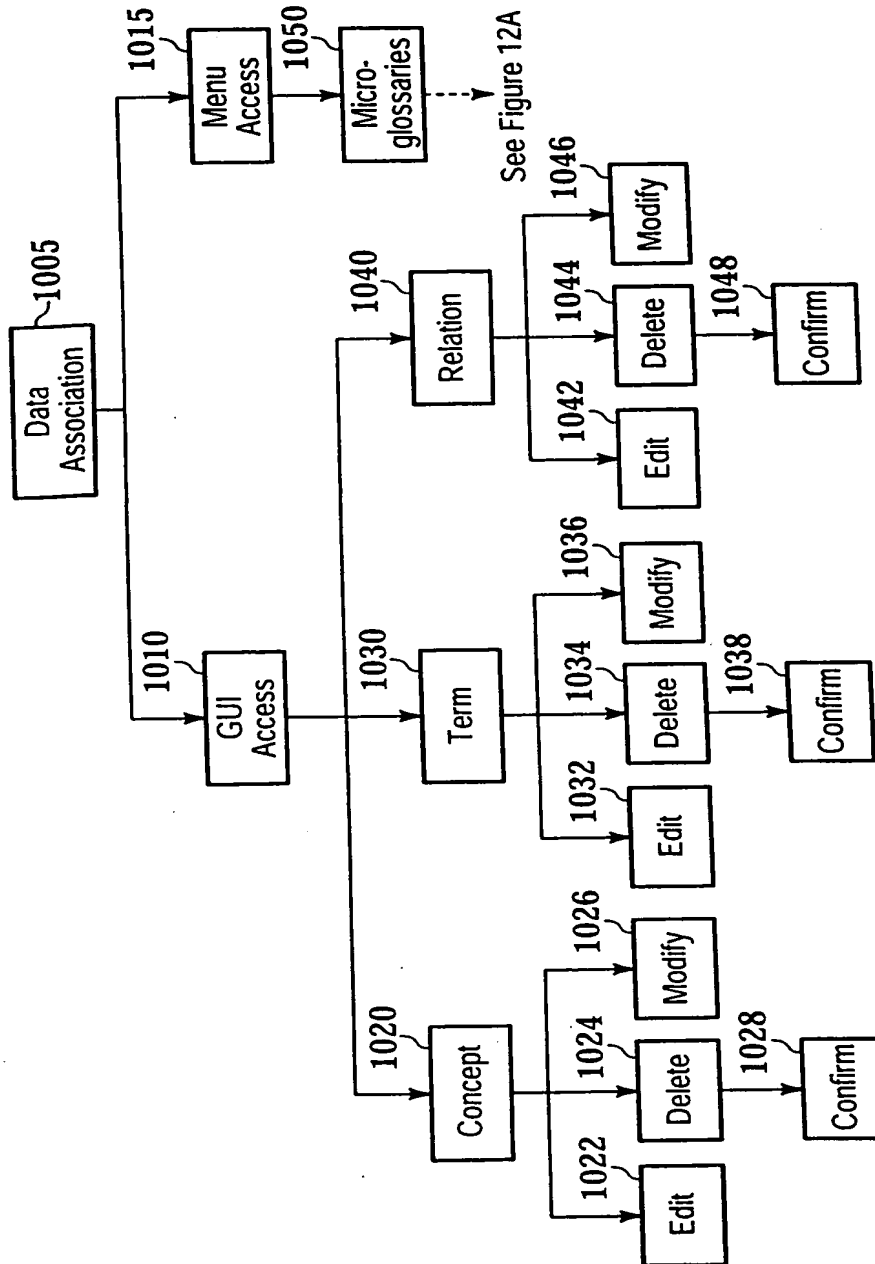 1005
Data
Association
1010
GUI
Access
1015
Menu
Access
1050
Micro-
glossaries
See Figure 12A
1020
Concept
1030
Term
1040
Relation
1022
Edit
1024
Delete
1026
Modify
1028
Confirm
1032
Edit
1034
Delete
1036
Modify
1038
Confirm
1042
Edit
1044
Delete
1046
Modify
1048
Confirm